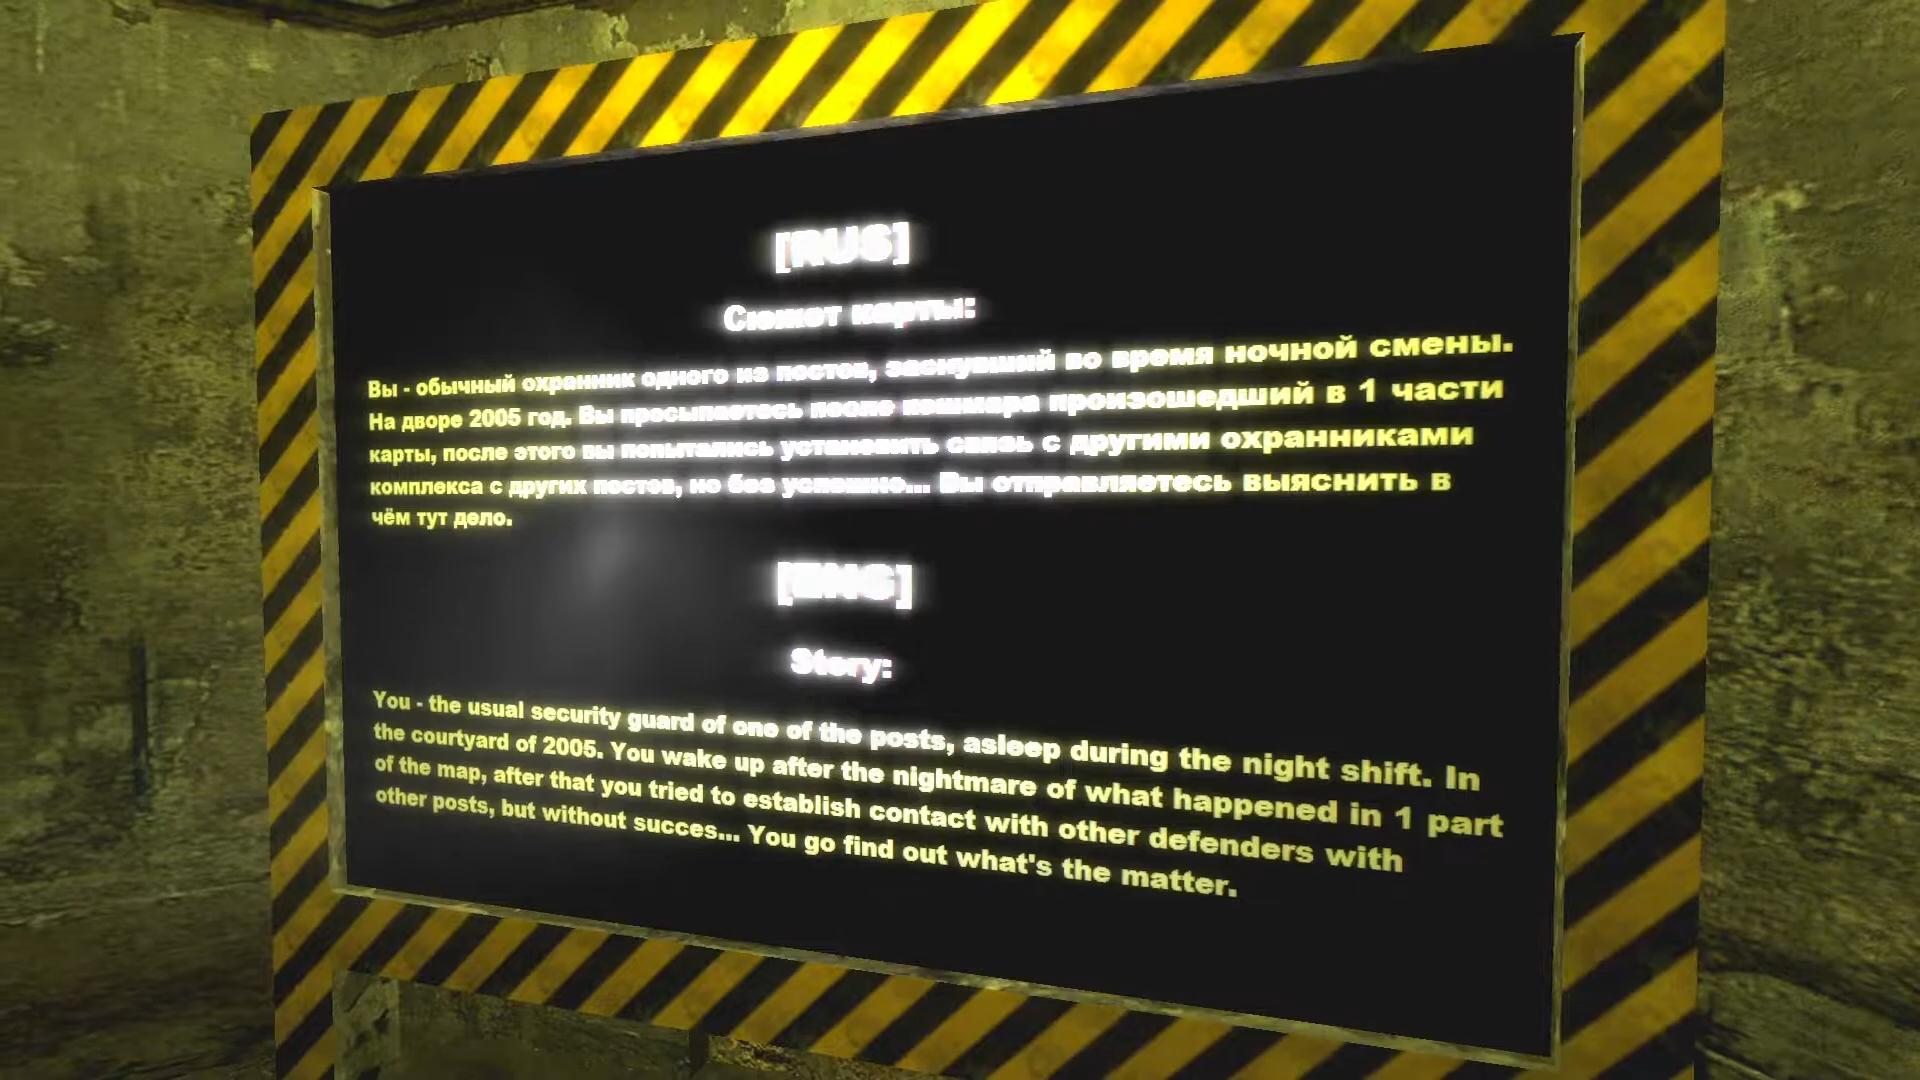 [RUS]
Сюжет карты:
Вы - обычный охранник одного из постов, заснувший во время ночной смены.
На дворе 2005 год. Вы просыпаетесь после кошмара произошедший в 1 части
карты, после этого вы попытались установить связь с другими охранниками
комплекса с других постов, но без успешно... Вы отправляетесь выяснить в
чём тут дело.
[ENG]
Story:
You - the usual security guard of one of the posts, asleep during the night shift. In
the courtyard of 2005. You wake up after the nightmare of what happened in 1 part
of the map, after that you tried to establish contact with other defenders with
other posts, but without succes... You go find out what's the matter.